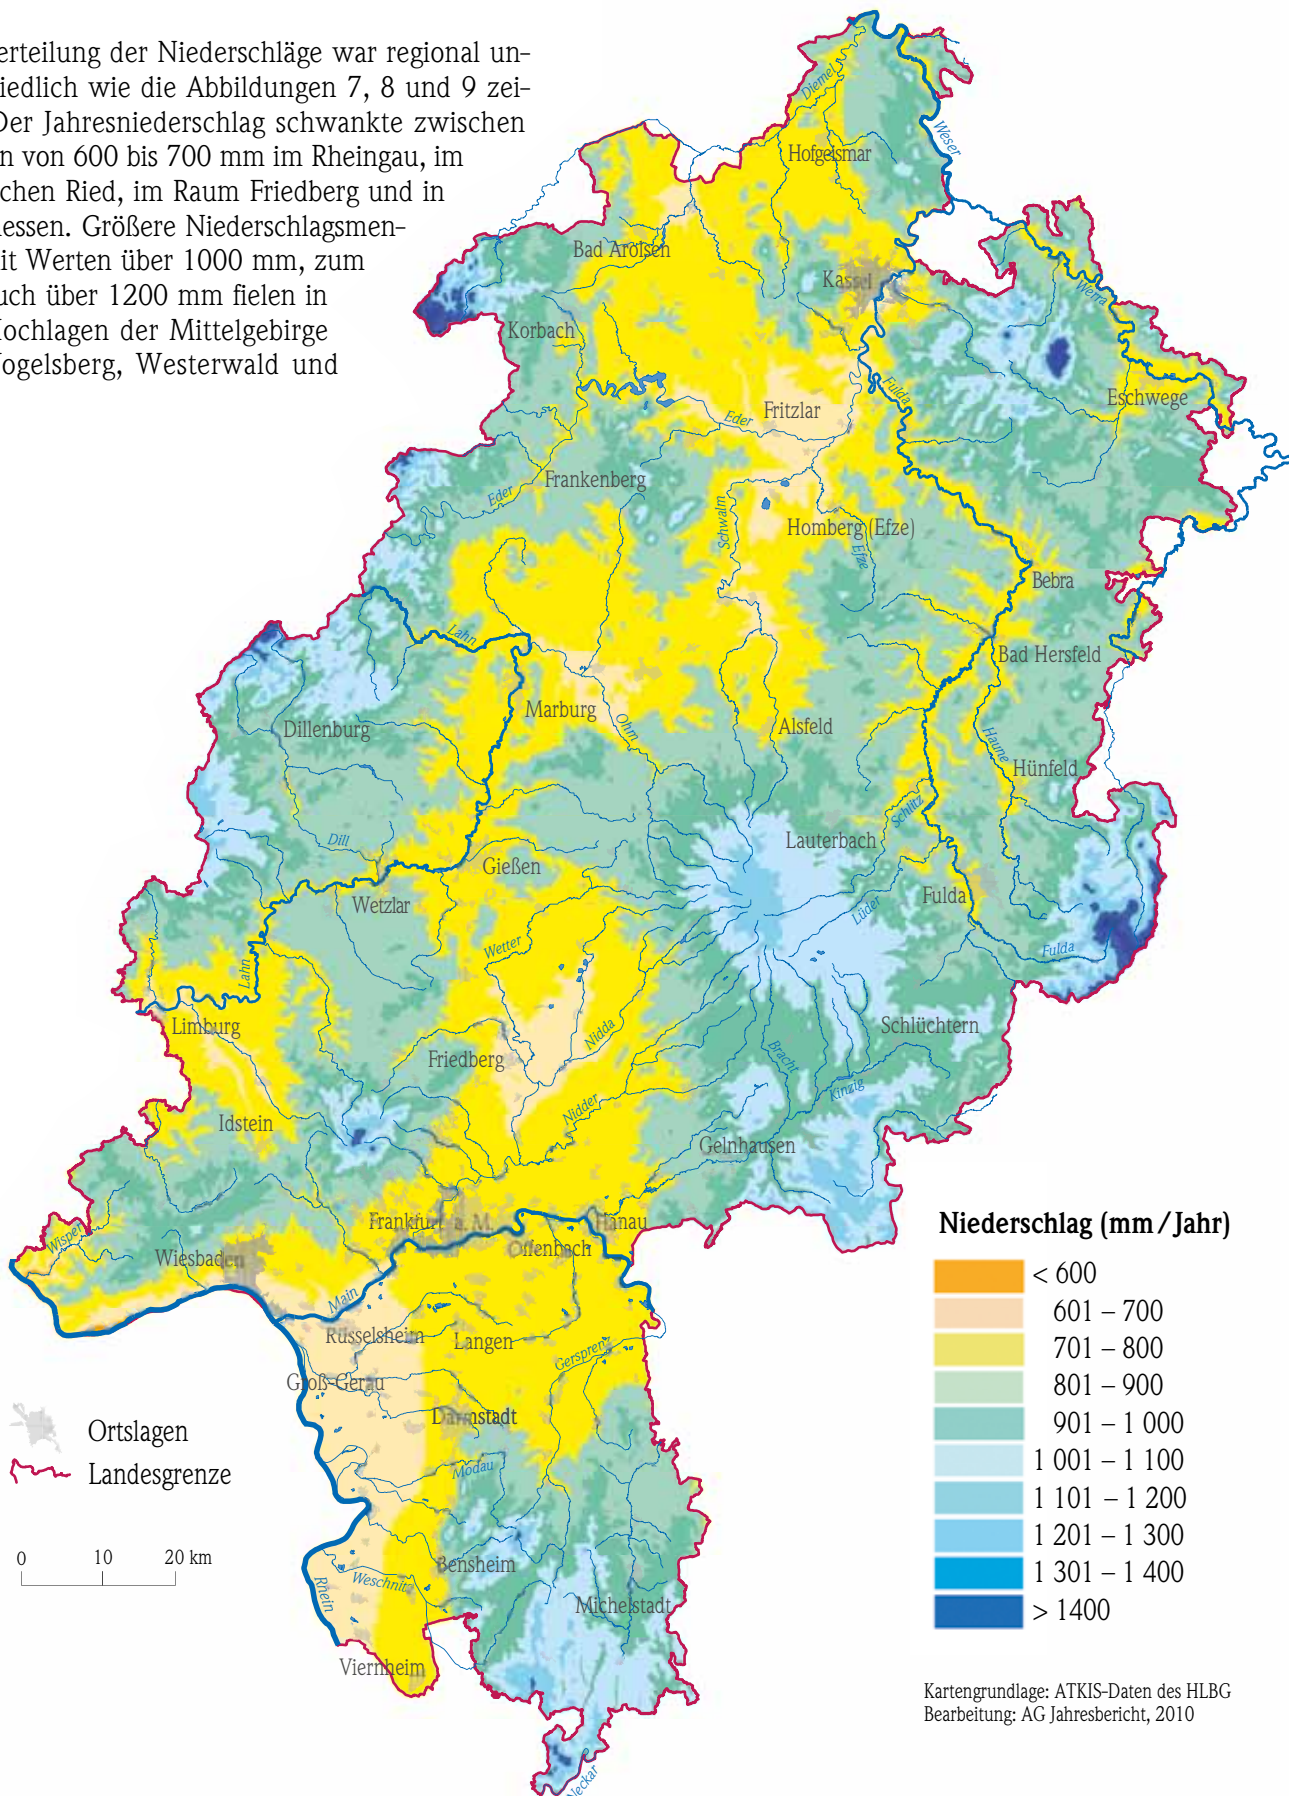 erteilung der Niederschläge war regional un-
iedlich wie die Abbildungen 7, 8 und 9 zei-
Der Jahresniederschlag schwankte zwischen
n von 600 bis 700 mm im Rheingau, im
chen Ried, im Raum Friedberg und in
essen. Größere Niederschlagsmen-
it Werten über 1000 mm, zum
uch über 1200 mm fielen in
Hochlagen der Mittelgebirge
Vogelsberg, Westerwald und
Diemel
Weser
Hofgeismar
Bad Arolsen
Kassel
Werra
Korbach
Eschwege
Fulda
Fritzlar
Eder
Frankenberg
Eder
Schwalm
Homberg (Efze)
Efze
Bebra
Lahn
Bad Hersfeld
Marburg
Ohm
Alsfeld
Dillenburg
Haune
Hünfeld
Schlitz
Lauterbach
Dill
Gießen
Wetzlar
Fulda
Lüder
Wetter
Fulda
Lahn
Limburg
Schlüchtern
Nidda
Friedberg
Bracht
Kinzig
Nidder
Idstein
Gelnhausen
Frankfurt a. M.
Hanau
Wisper
Offenbach
Wiesbaden
Main
Rüsselsheim
Langen
Gersprenz
Groß-Gerau
Darmstadt
Modau
Bensheim
Weschnitz
Rhein
Michelstadt
Viernheim
Neckar
Niederschlag (mm/Jahr)
< 600
601 – 700
701 – 800
801 – 900
901 – 1 000
1 001 – 1 100
1 101 – 1 200
1 201 – 1 300
1 301 – 1 400
> 1400
Ortslagen
Landesgrenze
0 10 20 km
Kartengrundlage: ATKIS-Daten des HLBG
Bearbeitung: AG Jahresbericht, 2010